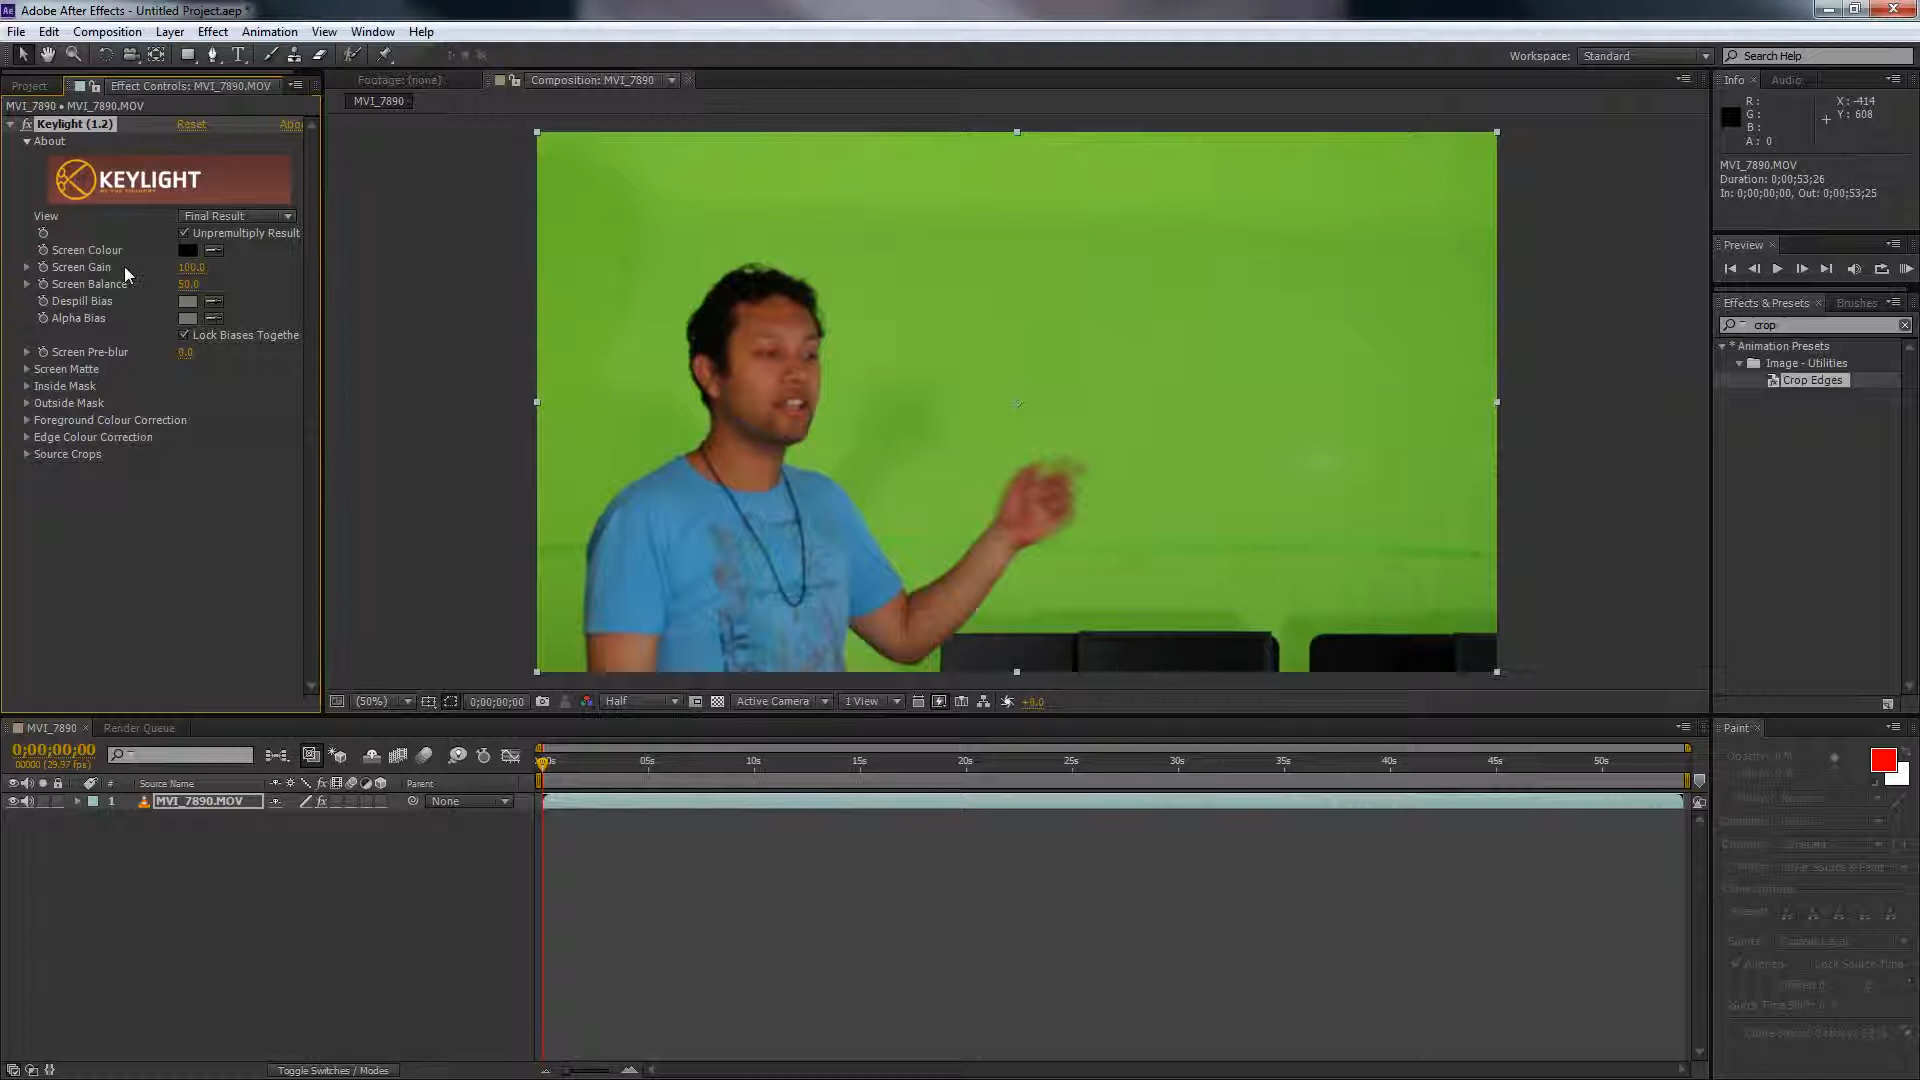 Adobe After Effects - Untitled Project.aep *
File Edit Composition Layer Effect Animation View Window Help
Workspace: Standard
Search Help
Project
Effect Controls: MVI_7890.MOV
Footage: (none)
Composition: MVI_7890
Info
Audio
MVI_7890 • MVI_7890.MOV
MVI_7890
R :
G :
B :
A : 0
X : -414
Y : 608
Keylight (1.2)
Reset
About
KEYLIGHT
MVI_7890.MOV
Duration: 0;00;53;26
In: 0;00;00;00, Out: 0;00;53;25
View
Final Result
Unpremultiply Result
Screen Colour
Screen Gain
100.0
Screen Balance
50.0
Despill Bias
Alpha Bias
Lock Biases Togethe
Screen Pre-blur
0.0
Screen Matte
Inside Mask
Outside Mask
Foreground Colour Correction
Edge Colour Correction
Source Crops
Preview
Effects & Presets
Brushes
crop
* Animation Presets
Image - Utilities
Crop Edges
(50%)
0;00;00;00
Half
Active Camera
1 View
+0.0
MVI_7890
Render Queue
Paint
0;00;00;00
00000 (29.97 fps)
05s 10s 15s 20s 25s 30s 35s 40s 45s 50s
# Source Name
Parent
1 MVI_7890.MOV
None
Toggle Switches / Modes